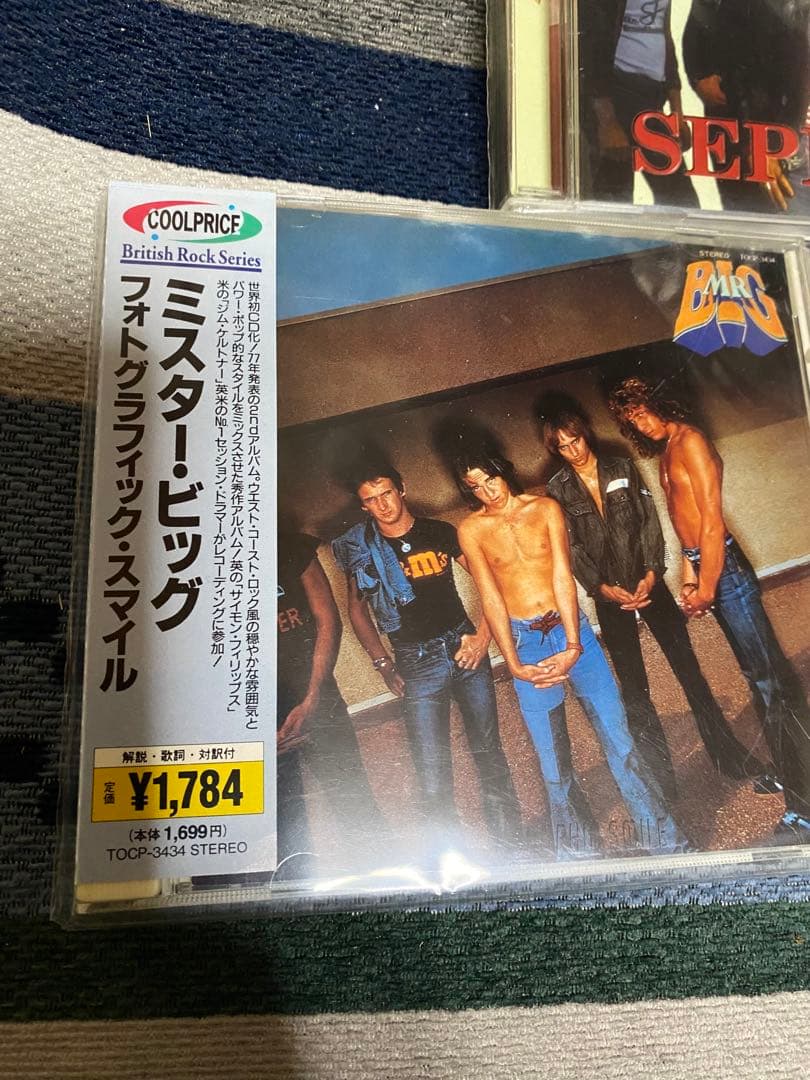 COOLPRICE
British Rock Series
ミスター・ビッグ
フォトグラフィック・スマイル
世界初CD化!77年発表の2ndアルバム。ウエスト・コースト・ロック風の穏やかな雰囲気と
パワー・ポップ的なスタイルをミックスさせた秀作アルバム!英の“サイモン・フィリップス”
米の“ジム・ケルトナー”英米のNo.1セッション・ドラマーがレコーディングに参加!
解説・歌詞・対訳付
定価 ¥1,784
(本体 1,699円)
TOCP-3434 STEREO
STEREO TOCP-3434
MR BIG
m's
ER
SMILE
SEP